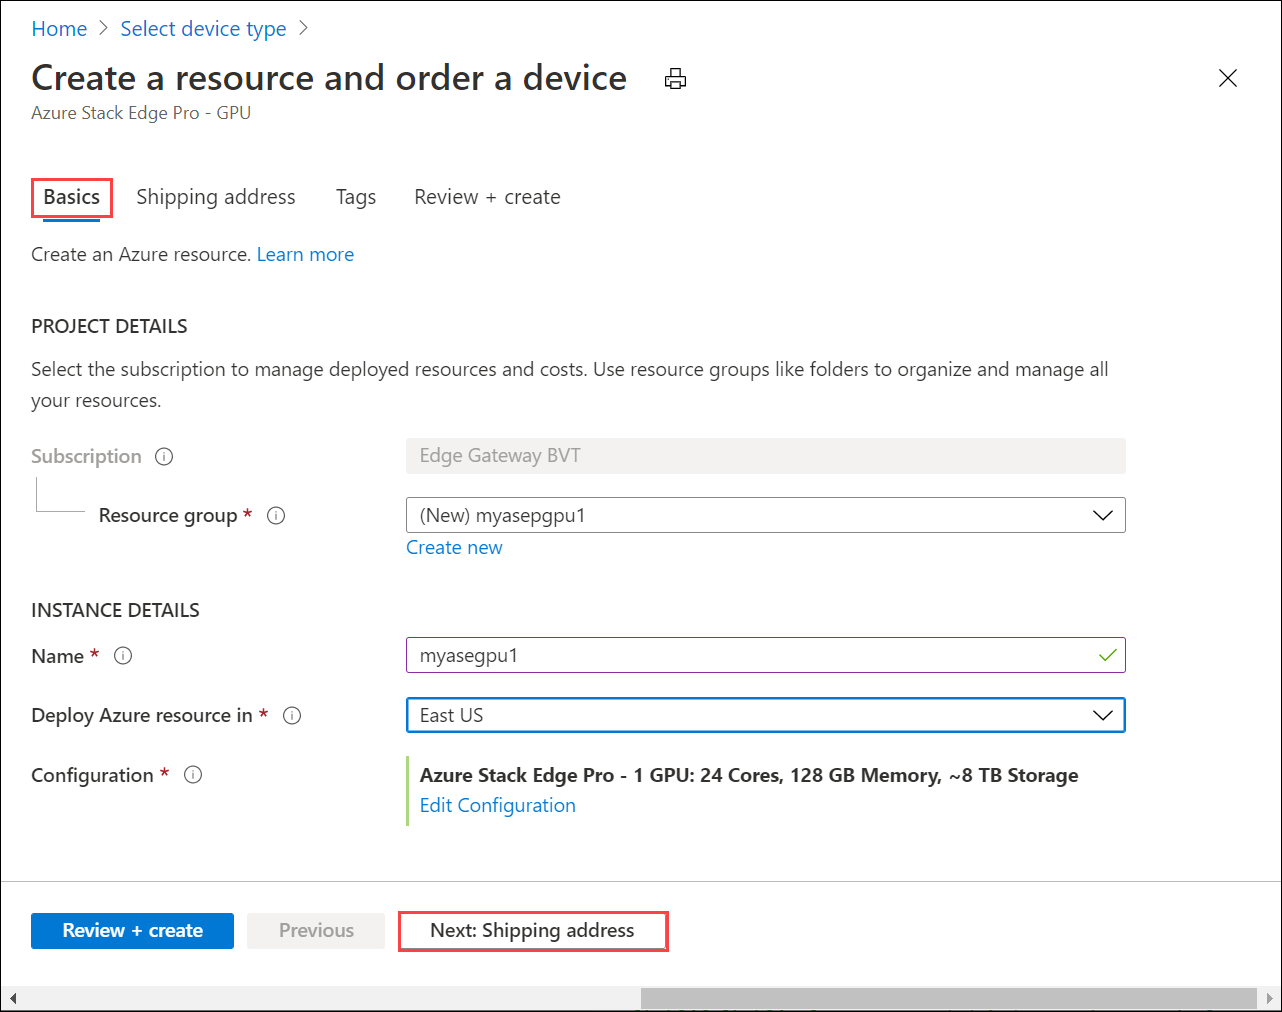 Home > Select device type >
Create a resource and order a device
Azure Stack Edge Pro - GPU
Basics Shipping address Tags Review + create
Create an Azure resource. Learn more
PROJECT DETAILS
Select the subscription to manage deployed resources and costs. Use resource groups like folders to organize and manage all
your resources.
Subscription Edge Gateway BVT
Resource group * (New) myasepgpu1
Create new
INSTANCE DETAILS
Name * myasegpu1
Deploy Azure resource in * East US
Configuration * Azure Stack Edge Pro - 1 GPU: 24 Cores, 128 GB Memory, ~8 TB Storage
Edit Configuration
Review + create Previous Next: Shipping address